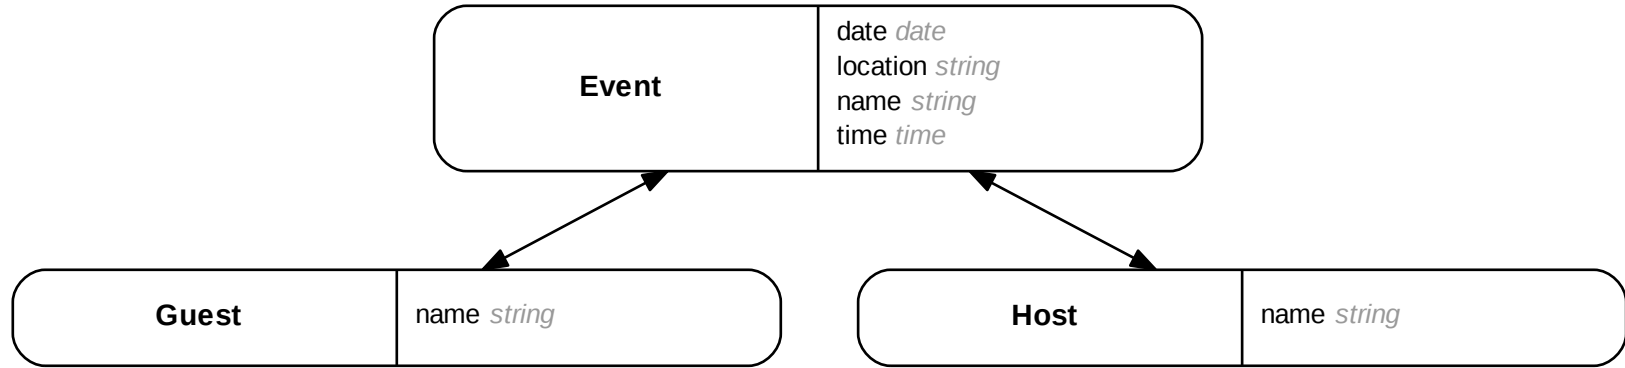 Event
date date
location string
name string
time time
Guest
name string
Host
name string